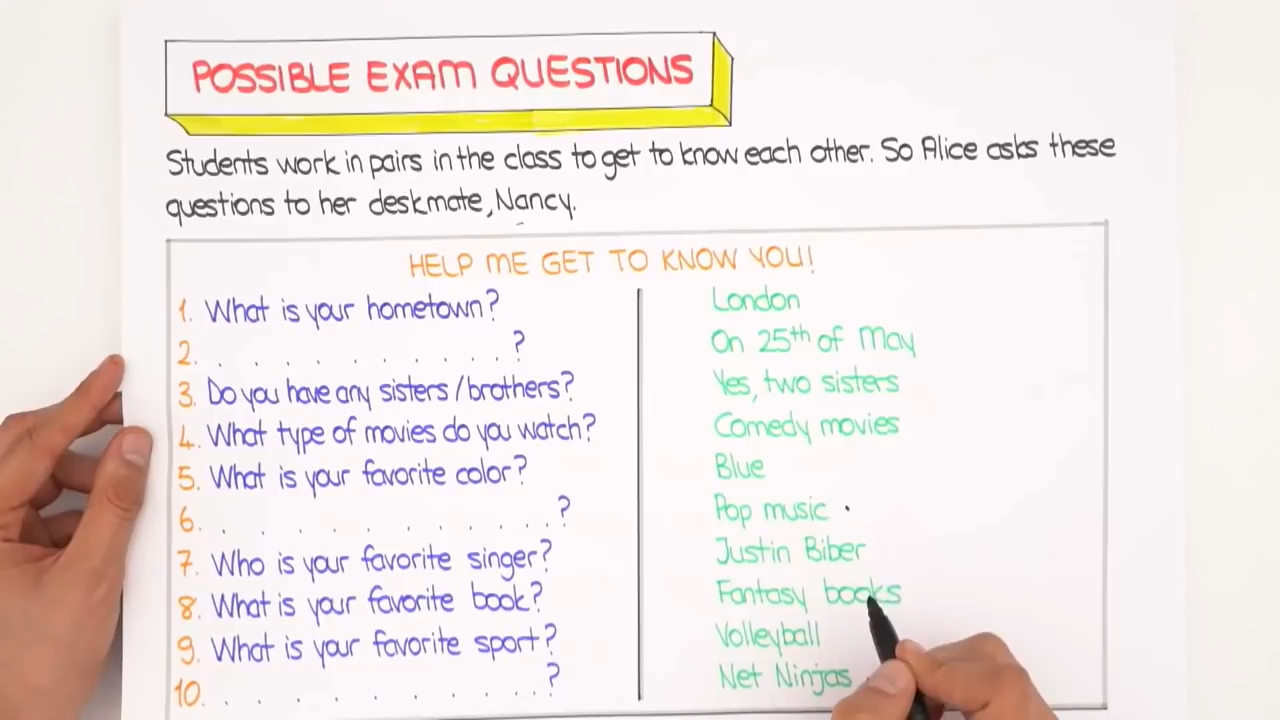 POSSIBLE EXAM QUESTIONS
Students work in pairs in the class to get to know each other. So Alice asks these
questions to her deskmate, Nancy.
HELP ME GET TO KNOW YOU!
1. What is your hometown? London
2. . . . . . . . . . . ? On 25th of May
3. Do you have any sisters / brothers? Yes, two sisters
4. What type of movies do you watch? Comedy movies
5. What is your favorite color? Blue
6. . . . . . . . . . . . ? Pop music
7. Who is your favorite singer? Justin Biber
8. What is your favorite book? Fantasy books
9. What is your favorite sport? Volleyball
10. . . . . . . . . . . ? Net Ninjas